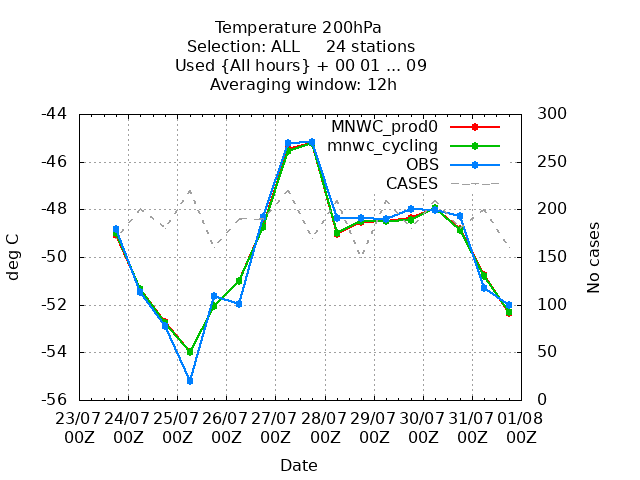 Temperature 200hPa
Selection: ALL 24 stations
Used {All hours} + 00 01 ... 09
Averaging window: 12h
MNWC_prod0
mnwc_cycling
OBS
CASES
-44
-46
-48
-50
-52
-54
-56
deg C
300
250
200
150
100
50
0
No cases
23/07 24/07 25/07 26/07 27/07 28/07 29/07 30/07 31/07 01/08
00Z 00Z 00Z 00Z 00Z 00Z 00Z 00Z 00Z 00Z
Date